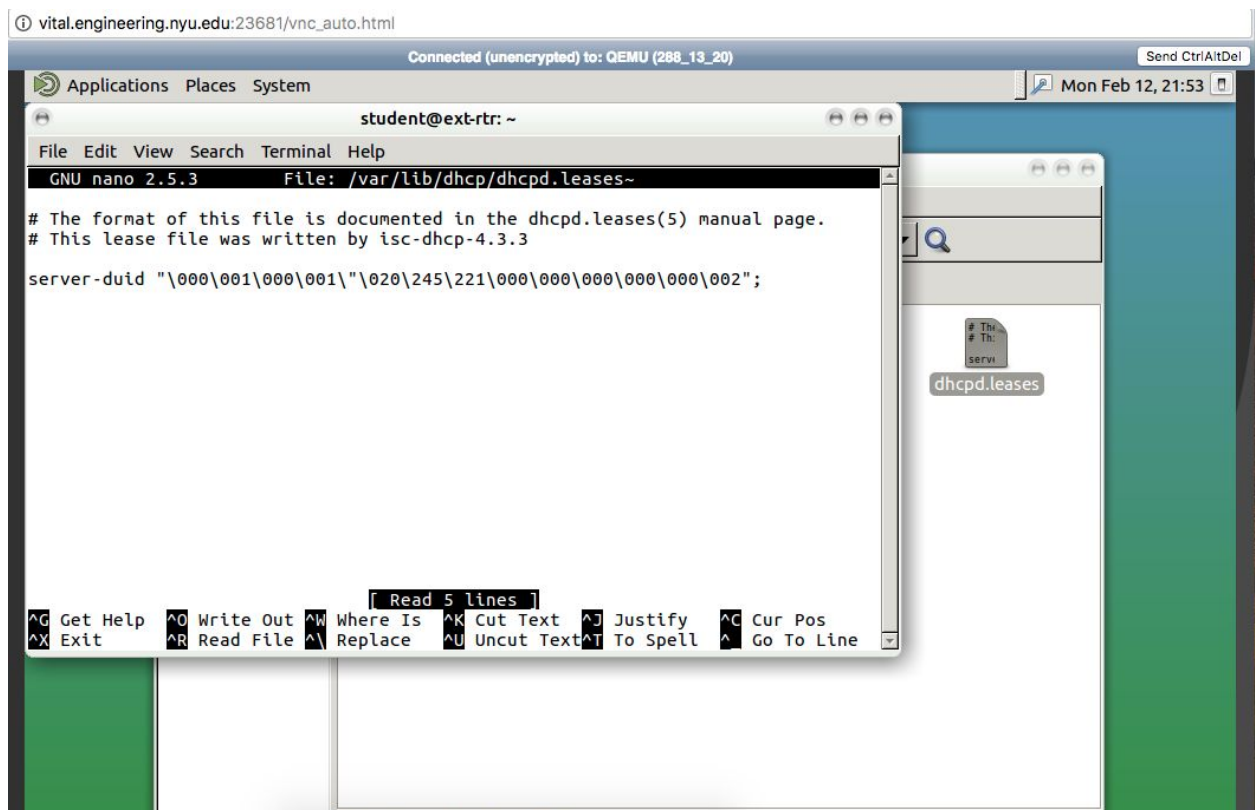 vital.engineering.nyu.edu:23681/vnc_auto.html
Connected (unencrypted) to: QEMU (288_13_20)
Send CtrlAltDel
Applications Places System
Mon Feb 12, 21:53
student@ext-rtr: ~
File Edit View Search Terminal Help
GNU nano 2.5.3 File: /var/lib/dhcp/dhcpd.leases~
# The format of this file is documented in the dhcpd.leases(5) manual page.
# This lease file was written by isc-dhcp-4.3.3
server-duid "\000\001\000\001\"\020\245\221\000\000\000\000\000\002";
# The
# Th:
serve
dhcpd.leases
[ Read 5 lines ]
^G Get Help ^O Write Out ^W Where Is ^K Cut Text ^J Justify ^C Cur Pos
^X Exit ^R Read File ^\ Replace ^U Uncut Text ^T To Spell ^_ Go To Line